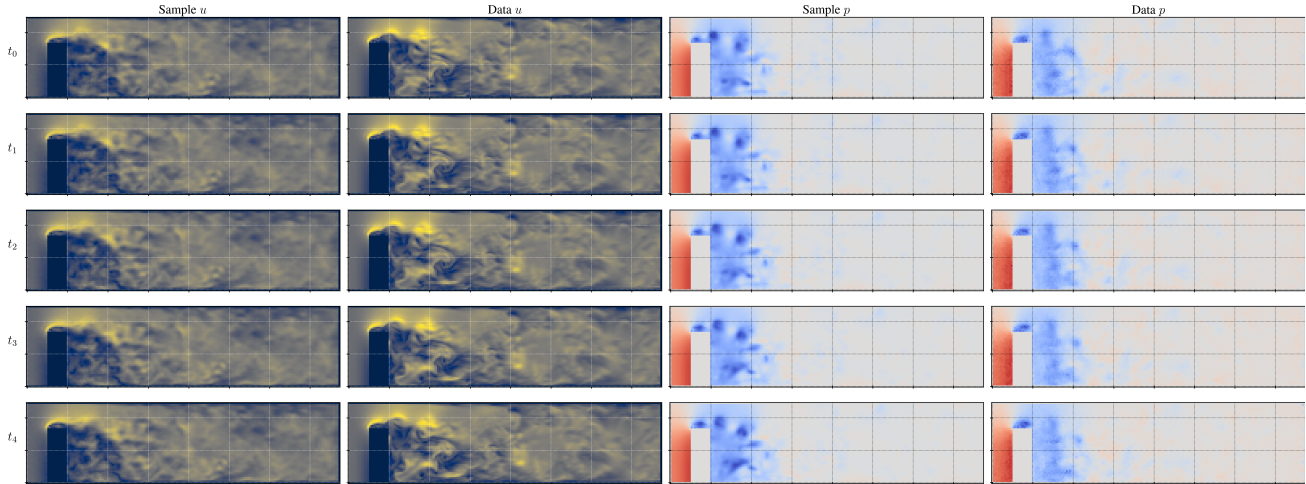 Sample u
Data u
Sample p
Data p
t₀
t₁
t₂
t₃
t₄